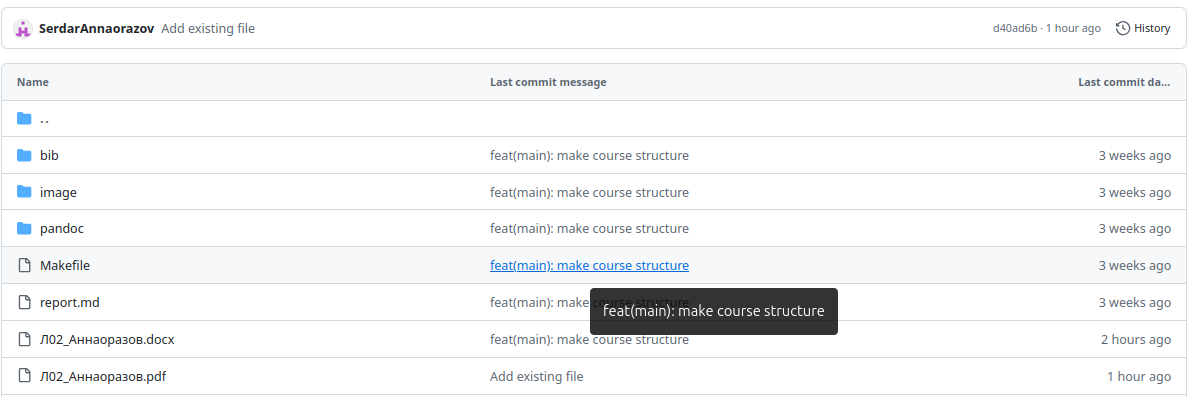 SerdarAnnaorazov Add existing file d40ad6b · 1 hour ago History
Name Last commit message Last commit da...
..
bib feat(main): make course structure 3 weeks ago
image feat(main): make course structure 3 weeks ago
pandoc feat(main): make course structure 3 weeks ago
Makefile feat(main): make course structure 3 weeks ago
report.md feat(main): make course structure 3 weeks ago
feat(main): make course structure
Л02_Аннаоразов.docx feat(main): make course structure 2 hours ago
Л02_Аннаоразов.pdf Add existing file 1 hour ago